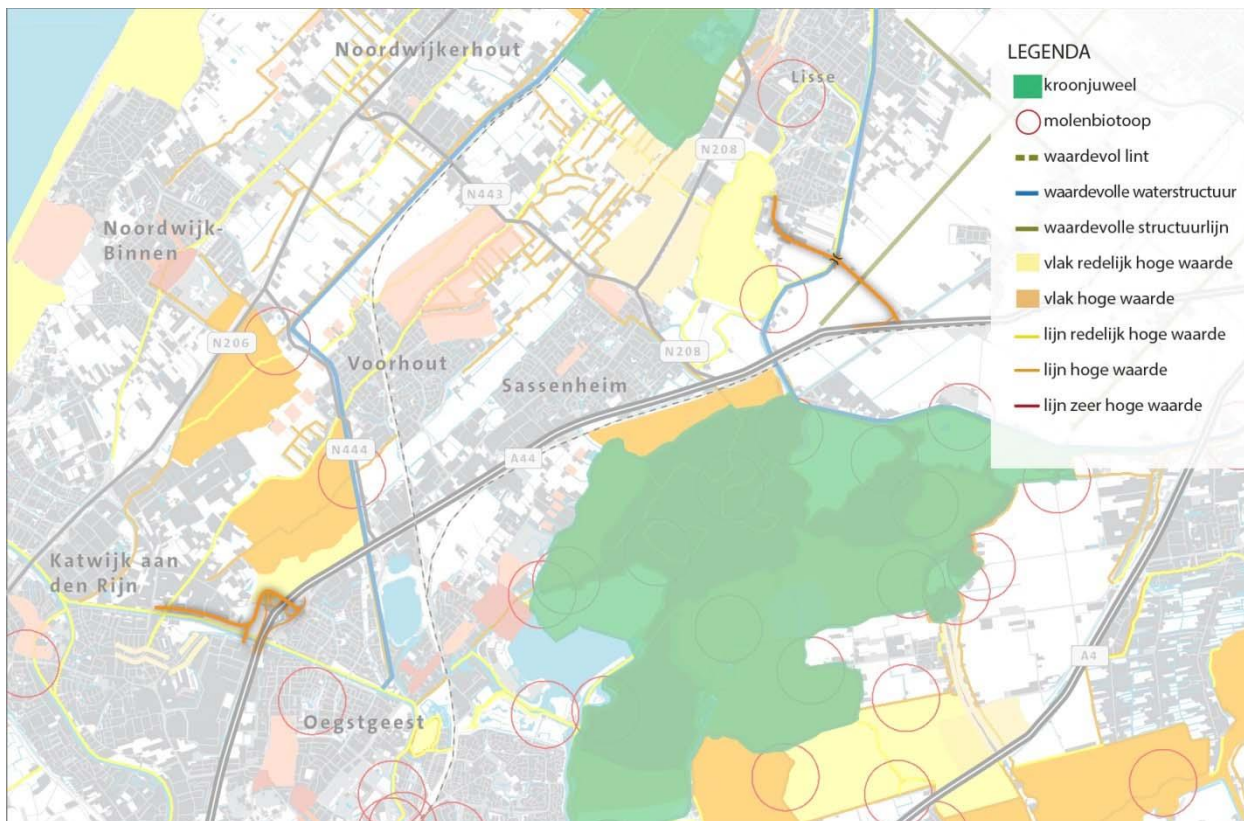 Noordwijkerhout
Lisse
LEGENDA
kroonjuweel
molenbiotoop
waardevol lint
waardevolle waterstructuur
waardevolle structuurlijn
vlak redelijk hoge waarde
vlak hoge waarde
lijn redelijk hoge waarde
lijn hoge waarde
lijn zeer hoge waarde
N208
N443
Noordwijk-
Binnen
N206
Voorhout
N208
Sassenheim
N444
A44
Katwijk aan
den Rijn
A4
Oegstgeest